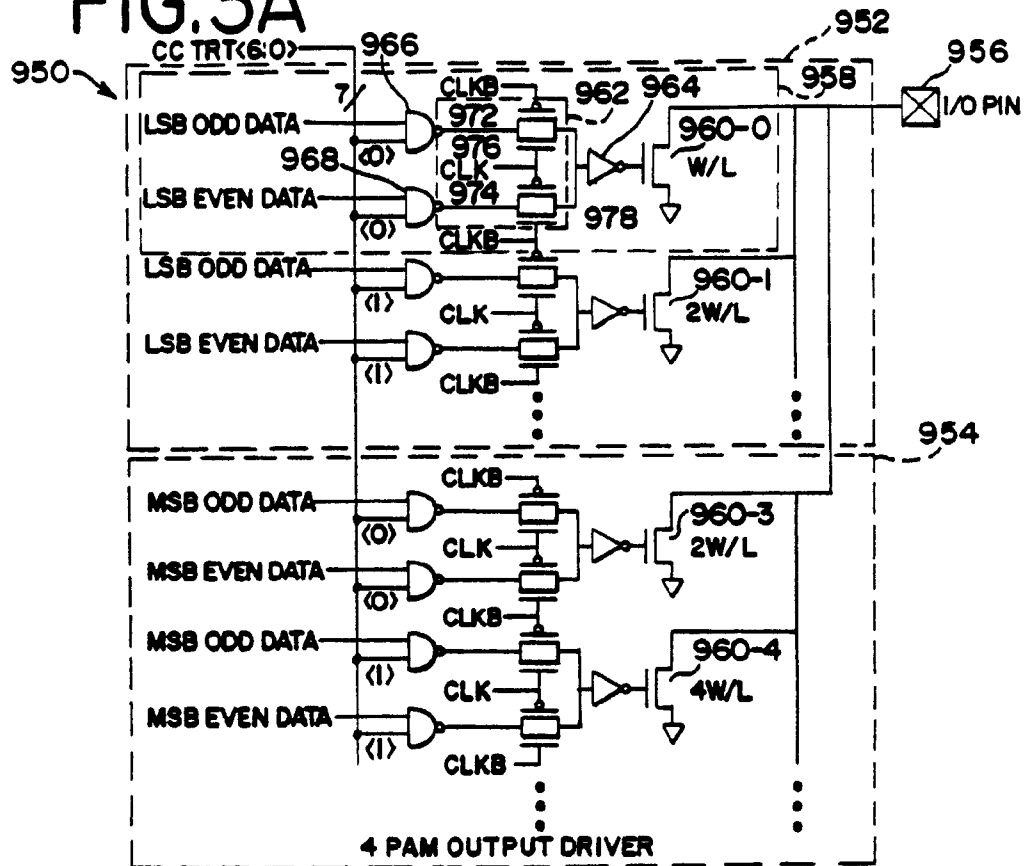 FIG. 5A
CC TRT<6:0>
966
952
950
956
7
CLKB
962
964
958
LSB ODD DATA
972
960-0
I/O PIN
<0>
976
968
CLK
W/L
LSB EVEN DATA
974
978
<0>
CLKB
LSB ODD DATA
960-1
<1>
CLK
2W/L
LSB EVEN DATA
<1>
CLKB
954
CLKB
MSB ODD DATA
960-3
<0>
CLK
2W/L
MSB EVEN DATA
<0>
CLKB
MSB ODD DATA
960-4
<1>
CLK
4W/L
MSB EVEN DATA
<1>
CLKB
4 PAM OUTPUT DRIVER